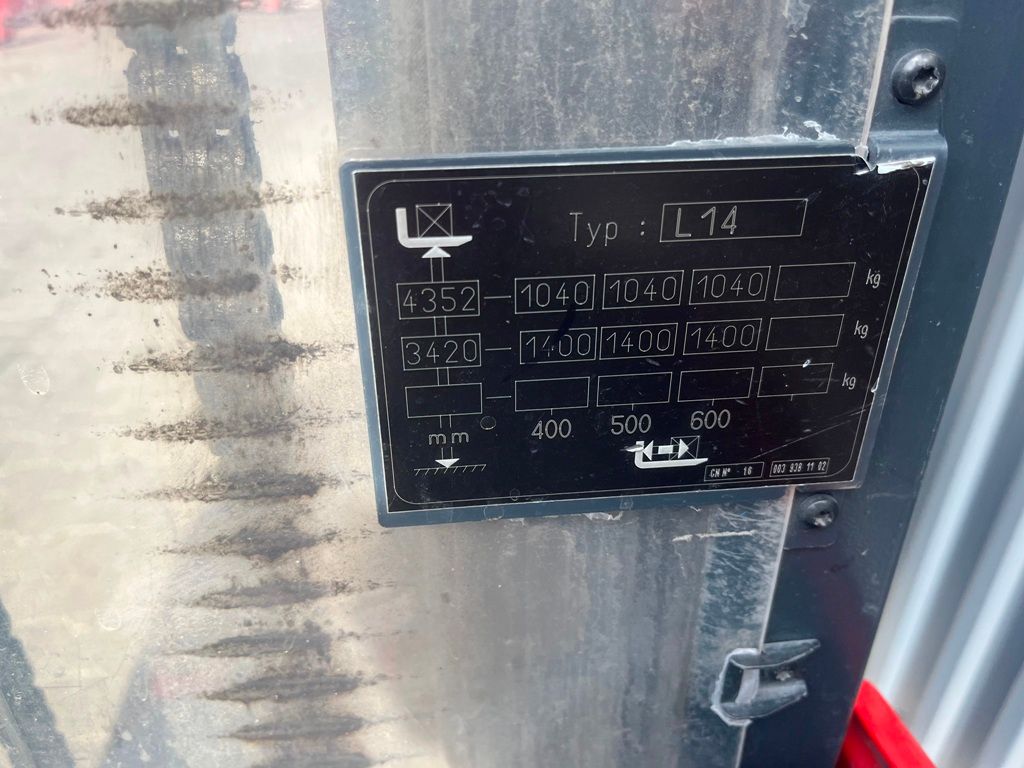 Typ : L14
4352 1040 1040 1040 kg
3420 1400 1400 1400 kg
kg
mm 400 500 600
CN Nº - 16 003 938 11 02